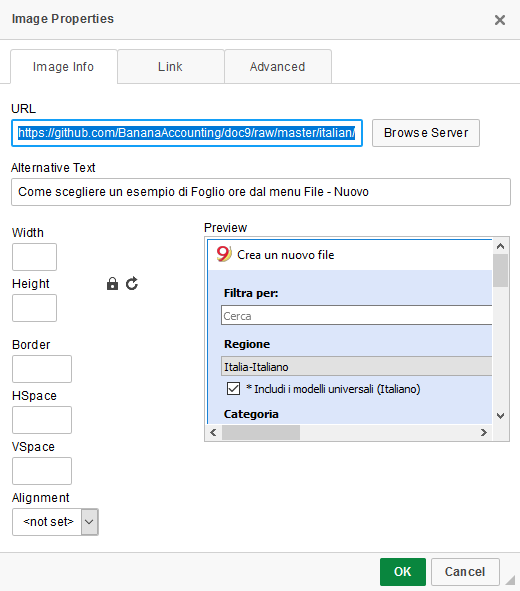 Image Properties
Image Info
Link
Advanced
URL
https://github.com/BananaAccounting/doc9/raw/master/italian/
Browse Server
Alternative Text
Come scegliere un esempio di Foglio ore dal menu File - Nuovo
Width
Height
Border
HSpace
VSpace
Alignment
<not set>
Preview
9 Crea un nuovo file
Filtra per:
Cerca
Regione
Italia-Italiano
* Includi i modelli universali (Italiano)
Categoria
OK
Cancel